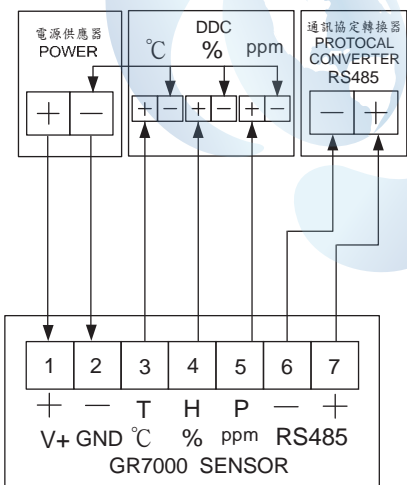 電源供應器
POWER
+ −
DDC
℃ % ppm
+ − + − + −
通訊協定轉換器
PROTOCAL
CONVERTER
RS485
− +
1 2 3 4 5 6 7
+ − T H P − +
V+ GND ℃ % ppm RS485
GR7000 SENSOR